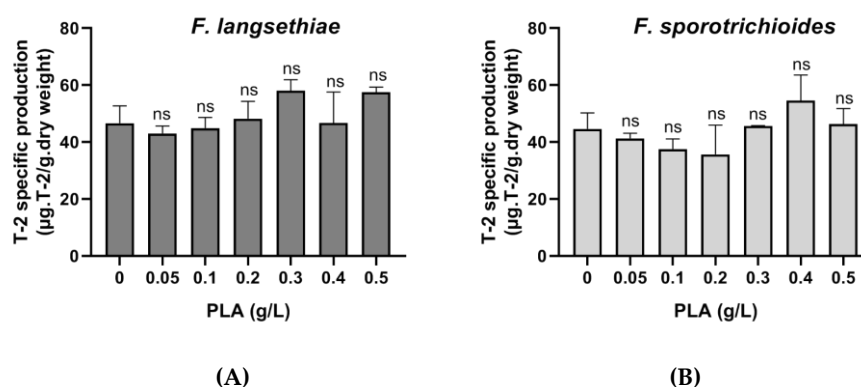 F. langsethiae
T-2 specific production
(µg.T-2/g.dry weight)
80
60
40
20
0
ns
ns
ns
ns
ns
ns
0
0.05
0.1
0.2
0.3
0.4
0.5
PLA (g/L)
(A)
F. sporotrichioides
T-2 specific production
(µg.T-2/g.dry weight)
80
60
40
20
0
ns
ns
ns
ns
ns
ns
0
0.05
0.1
0.2
0.3
0.4
0.5
PLA (g/L)
(B)